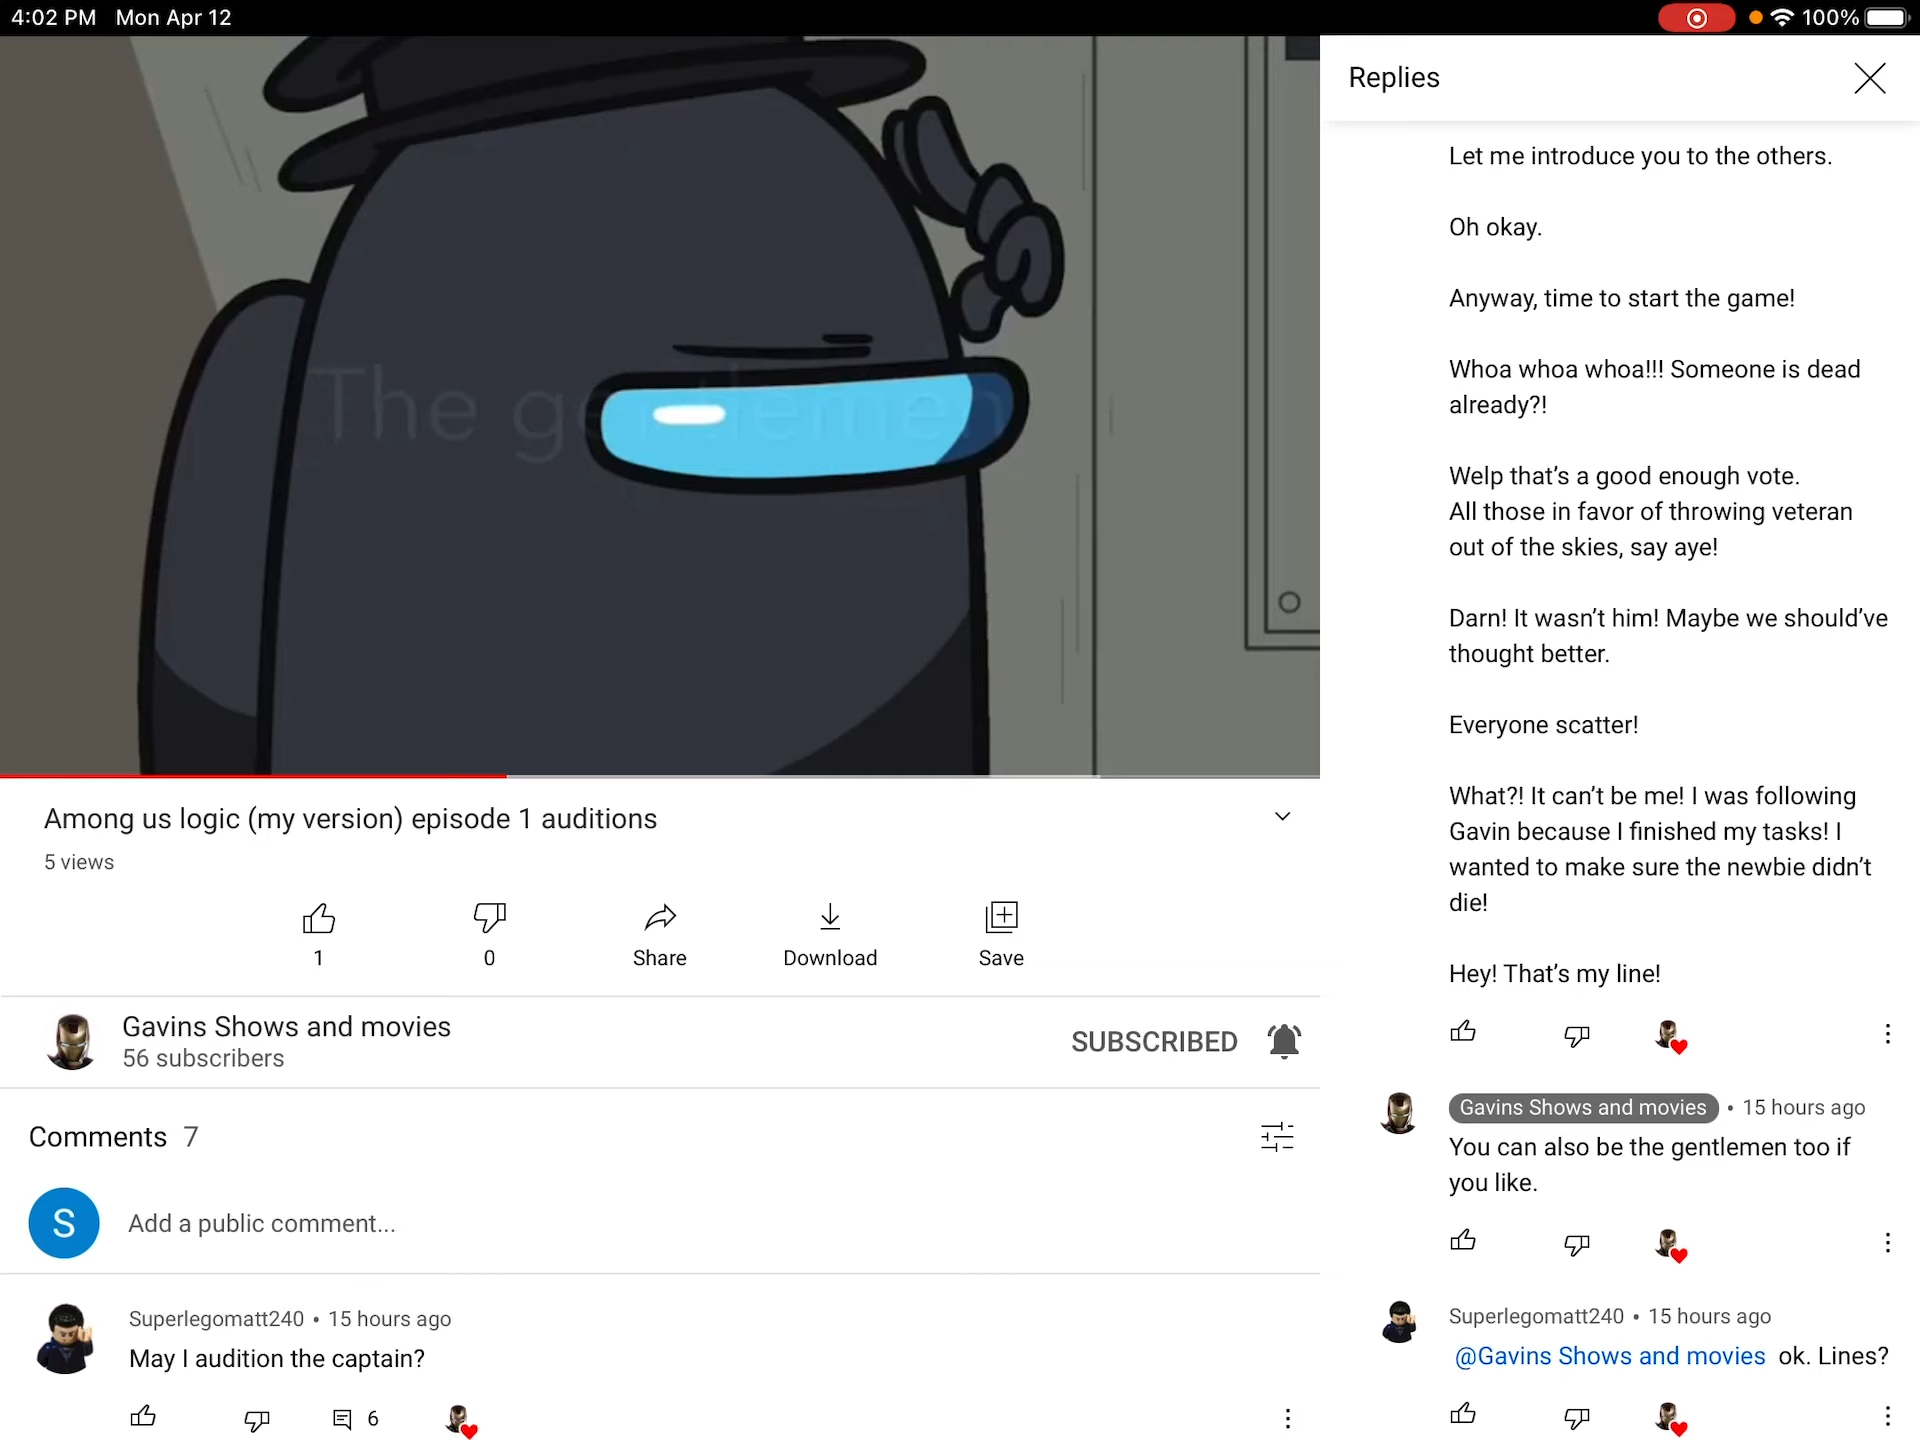 4:02 PM Mon Apr 12
100%
The gentlemen
Among us logic (my version) episode 1 auditions
5 views
1
0
Share
Download
Save
Gavins Shows and movies
56 subscribers
SUBSCRIBED
Comments 7
S
Add a public comment...
Superlegomatt240 • 15 hours ago
May I audition the captain?
6
Replies
Let me introduce you to the others.
Oh okay.
Anyway, time to start the game!
Whoa whoa whoa!!! Someone is dead
already?!
Welp that’s a good enough vote.
All those in favor of throwing veteran
out of the skies, say aye!
Darn! It wasn’t him! Maybe we should’ve
thought better.
Everyone scatter!
What?! It can’t be me! I was following
Gavin because I finished my tasks! I
wanted to make sure the newbie didn’t
die!
Hey! That’s my line!
Gavins Shows and movies • 15 hours ago
You can also be the gentlemen too if
you like.
Superlegomatt240 • 15 hours ago
@Gavins Shows and movies ok. Lines?